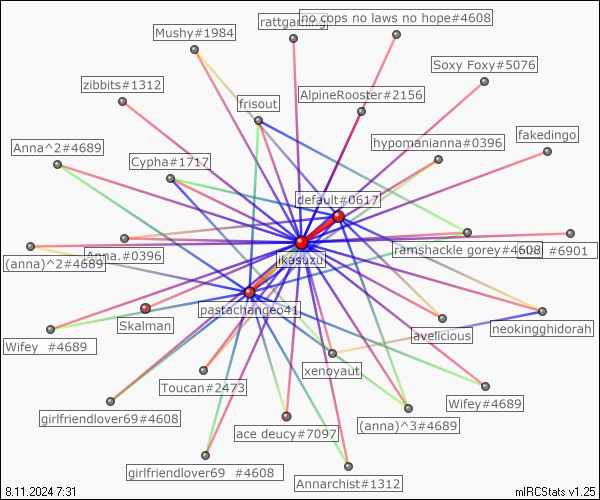 no cops no laws no hope#4608
Mushy#1984
Soxy Foxy#5076
zibbits#1312
AlpineRooster#2156
frisout
fakedingo
hypomanianna#0396
Anna^2#4689
Cypha#1717
default#0617
ramshackle gorey#4608
#6901
Anna.#0396
ikasuzu
(anna)^2#4689
pastachangeo41
Skalman
neokingghidorah
avelicious
Wifey #4689
xenoyaut
Toucan#2473
Wifey#4689
girlfriendlover69#4608
(anna)^3#4689
ace deucy#7097
girlfriendlover69 #4608
Annarchist#1312
8.11.2024 7:31
mIRCStats v1.25